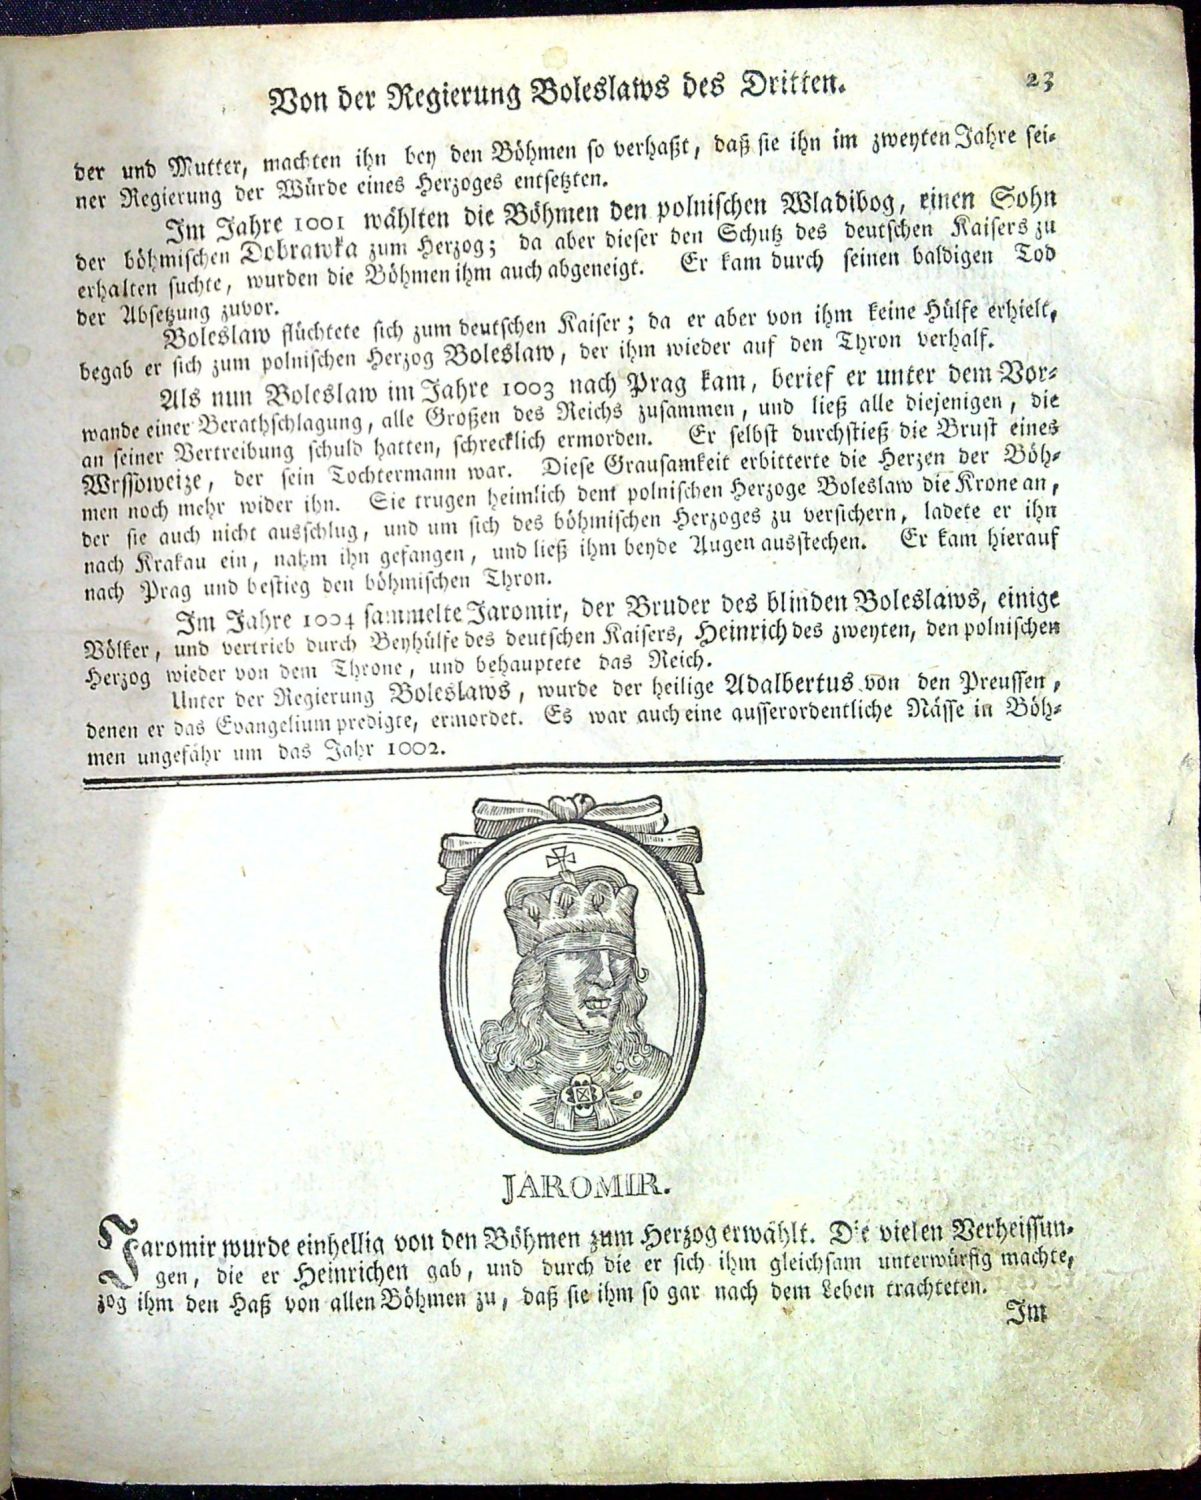 Von der Regierung Boleslaws des Dritten. 23
der und Mutter, machten ihn bey den Böhmen so verhaßt, daß sie ihn im zweyten Jahre sei-
ner Regierung der Würde eines Herzoges entsetzten.
Im Jahre 1001 wählten die Böhmen den polnischen Wladibog, einen Sohn
der böhmischen Dobrawka zum Herzog; da aber dieser den Schutz des deutschen Kaisers zu
erhalten suchte, wurden die Böhmen ihm auch abgeneigt. Er kam durch seinen baldigen Tod
der Absetzung zuvor.
Boleslaw flüchtete sich zum deutschen Kaiser; da er aber von ihm keine Hülfe erhielt,
begab er sich zum polnischen Herzog Boleslaw, der ihm wieder auf den Thron verhalf.
Als nun Boleslaw im Jahre 1003 nach Prag kam, berief er unter dem Vor-
wande einer Berathschlagung, alle Großen des Reichs zusammen, und ließ alle diejenigen, die
an seiner Vertreibung schuld hatten, schrecklich ermorden. Er selbst durchstieß die Brust eines
Wrssoweize, der sein Tochtermann war. Diese Grausamkeit erbitterte die Herzen der Böh-
men noch mehr wider ihn. Sie trugen heimlich dem polnischen Herzoge Boleslaw die Krone an,
der sie auch nicht ausschlug, und um sich des böhmischen Herzoges zu versichern, ladete er ihn
nach Krakau ein, nahm ihn gefangen, und ließ ihm beyde Augen ausstechen. Er kam hierauf
nach Prag und bestieg den böhmischen Thron.
Im Jahre 1004 sammelte Jaromir, der Bruder des blinden Boleslaws, einige
Völker, und vertrieb durch Beyhülfe des deutschen Kaisers, Heinrich des zweyten, den polnischen
Herzog wieder von dem Throne, und behauptete das Reich.
Unter der Regierung Boleslaws, wurde der heilige Adalbertus von den Preussen,
denen er das Evangelium predigte, ermordet. Es war auch eine ausserordentliche Nässe in Böh-
men ungefähr um das Jahr 1002.
JAROMIR.
Jaromir wurde einhellig von den Böhmen zum Herzog erwählt. Die vielen Verheissun-
gen, die er Heinrichen gab, und durch die er sich ihm gleichsam unterwürfig machte,
zog ihm den Haß von allen Böhmen zu, daß sie ihm so gar nach dem Leben trachteten.
Im